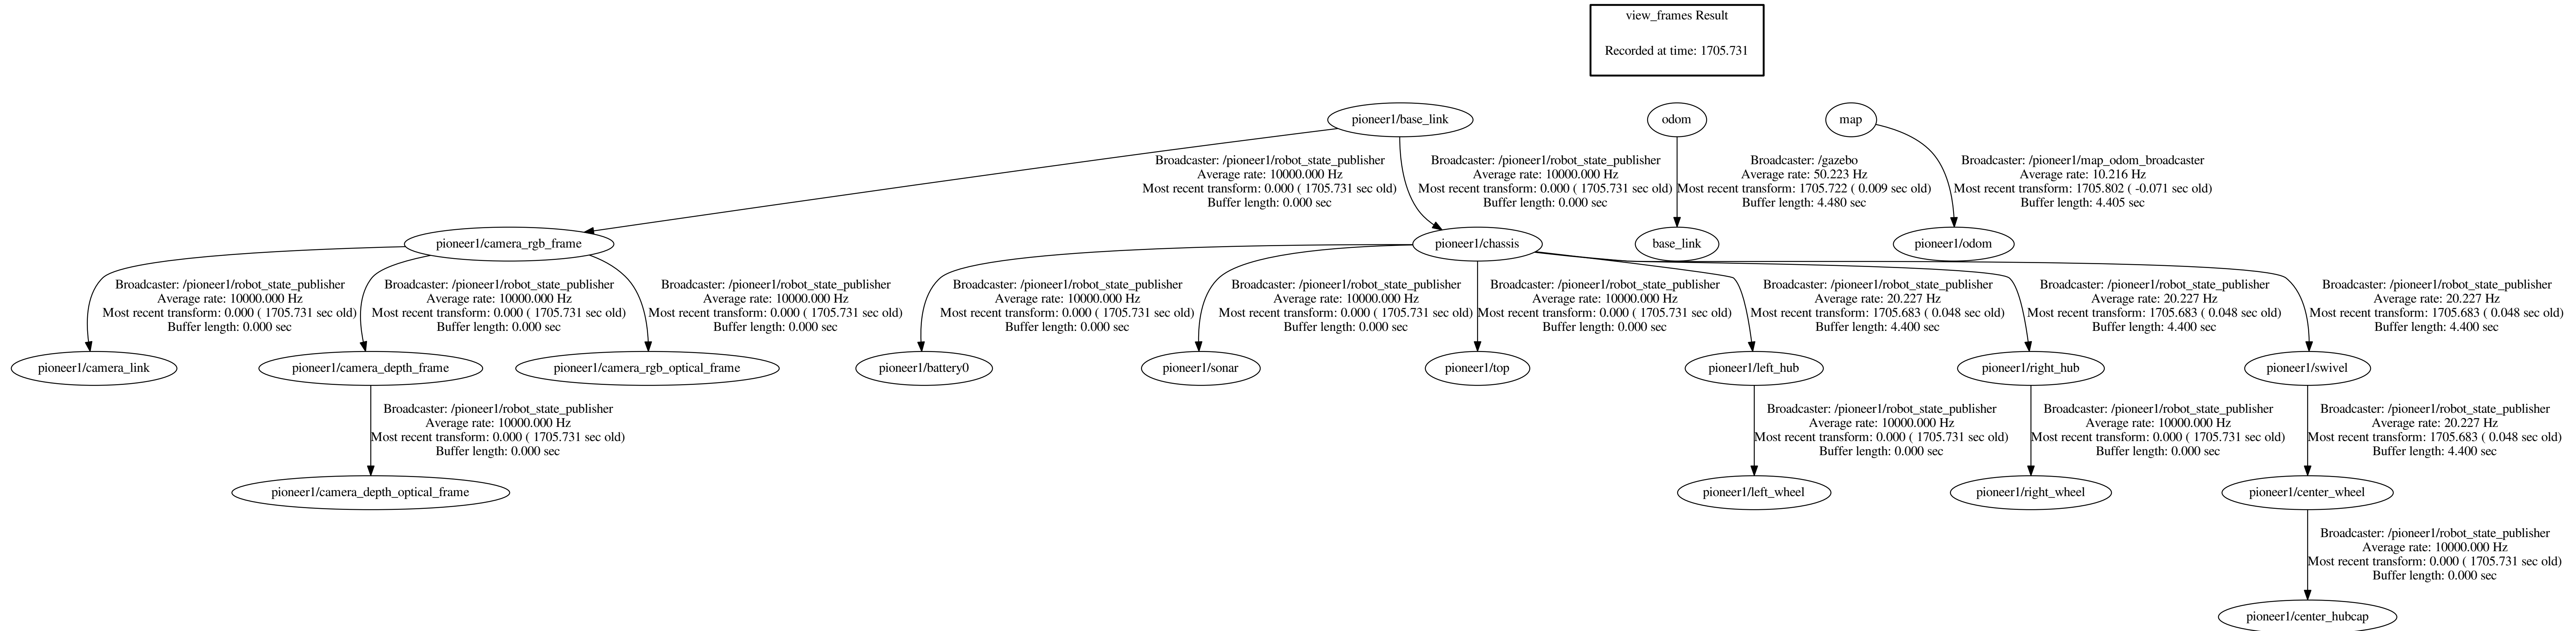 view_frames Result
Recorded at time: 1705.731
pioneer1/base_link
odom
map
Broadcaster: /pioneer1/robot_state_publisher
Average rate: 10000.000 Hz
Most recent transform: 0.000 ( 1705.731 sec old)
Buffer length: 0.000 sec
Broadcaster: /pioneer1/robot_state_publisher
Average rate: 10000.000 Hz
Most recent transform: 0.000 ( 1705.731 sec old)
Buffer length: 0.000 sec
Broadcaster: /gazebo
Average rate: 50.223 Hz
Most recent transform: 1705.722 ( 0.009 sec old)
Buffer length: 4.480 sec
Broadcaster: /pioneer1/map_odom_broadcaster
Average rate: 10.216 Hz
Most recent transform: 1705.802 ( -0.071 sec old)
Buffer length: 4.405 sec
pioneer1/camera_rgb_frame
pioneer1/chassis
base_link
pioneer1/odom
Broadcaster: /pioneer1/robot_state_publisher
Average rate: 10000.000 Hz
Most recent transform: 0.000 ( 1705.731 sec old)
Buffer length: 0.000 sec
Broadcaster: /pioneer1/robot_state_publisher
Average rate: 10000.000 Hz
Most recent transform: 0.000 ( 1705.731 sec old)
Buffer length: 0.000 sec
Broadcaster: /pioneer1/robot_state_publisher
Average rate: 10000.000 Hz
Most recent transform: 0.000 ( 1705.731 sec old)
Buffer length: 0.000 sec
Broadcaster: /pioneer1/robot_state_publisher
Average rate: 10000.000 Hz
Most recent transform: 0.000 ( 1705.731 sec old)
Buffer length: 0.000 sec
Broadcaster: /pioneer1/robot_state_publisher
Average rate: 10000.000 Hz
Most recent transform: 0.000 ( 1705.731 sec old)
Buffer length: 0.000 sec
Broadcaster: /pioneer1/robot_state_publisher
Average rate: 10000.000 Hz
Most recent transform: 0.000 ( 1705.731 sec old)
Buffer length: 0.000 sec
Broadcaster: /pioneer1/robot_state_publisher
Average rate: 20.227 Hz
Most recent transform: 1705.683 ( 0.048 sec old)
Buffer length: 4.400 sec
Broadcaster: /pioneer1/robot_state_publisher
Average rate: 20.227 Hz
Most recent transform: 1705.683 ( 0.048 sec old)
Buffer length: 4.400 sec
Broadcaster: /pioneer1/robot_state_publisher
Average rate: 20.227 Hz
Most recent transform: 1705.683 ( 0.048 sec old)
Buffer length: 4.400 sec
pioneer1/camera_link
pioneer1/camera_depth_frame
pioneer1/camera_rgb_optical_frame
pioneer1/battery0
pioneer1/sonar
pioneer1/top
pioneer1/left_hub
pioneer1/right_hub
pioneer1/swivel
Broadcaster: /pioneer1/robot_state_publisher
Average rate: 10000.000 Hz
Most recent transform: 0.000 ( 1705.731 sec old)
Buffer length: 0.000 sec
Broadcaster: /pioneer1/robot_state_publisher
Average rate: 10000.000 Hz
Most recent transform: 0.000 ( 1705.731 sec old)
Buffer length: 0.000 sec
Broadcaster: /pioneer1/robot_state_publisher
Average rate: 10000.000 Hz
Most recent transform: 0.000 ( 1705.731 sec old)
Buffer length: 0.000 sec
Broadcaster: /pioneer1/robot_state_publisher
Average rate: 20.227 Hz
Most recent transform: 1705.683 ( 0.048 sec old)
Buffer length: 4.400 sec
pioneer1/camera_depth_optical_frame
pioneer1/left_wheel
pioneer1/right_wheel
pioneer1/center_wheel
Broadcaster: /pioneer1/robot_state_publisher
Average rate: 10000.000 Hz
Most recent transform: 0.000 ( 1705.731 sec old)
Buffer length: 0.000 sec
pioneer1/center_hubcap